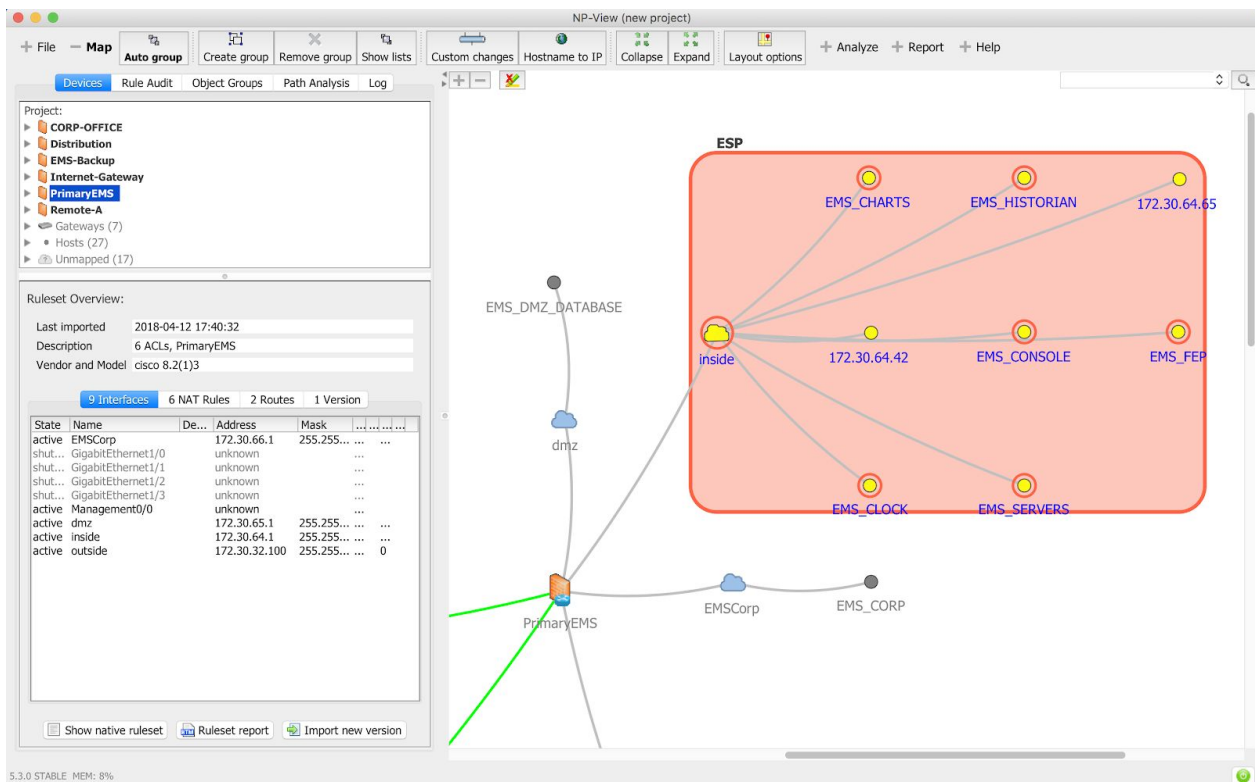 NP-View (new project)
File Map Auto group Create group Remove group Show lists Custom changes Hostname to IP Collapse Expand Layout options Analyze Report Help
Devices Rule Audit Object Groups Path Analysis Log
Project:
CORP-OFFICE
Distribution
EMS-Backup
Internet-Gateway
PrimaryEMS
Remote-A
Gateways (7)
Hosts (27)
Unmapped (17)
Ruleset Overview:
Last imported 2018-04-12 17:40:32
Description 6 ACLs, PrimaryEMS
Vendor and Model cisco 8.2(1)3
9 Interfaces 6 NAT Rules 2 Routes 1 Version
State Name De... Address Mask ... ... ... ...
active EMSCorp 172.30.66.1 255.255... ... ...
shut... GigabitEthernet1/0 unknown ...
shut... GigabitEthernet1/1 unknown ...
shut... GigabitEthernet1/2 unknown ...
shut... GigabitEthernet1/3 unknown ...
active Management0/0 unknown ...
active dmz 172.30.65.1 255.255... ... ...
active inside 172.30.64.1 255.255... ... ...
active outside 172.30.32.100 255.255... ... 0
Show native ruleset Ruleset report Import new version
5.3.0 STABLE MEM: 8%
ESP
EMS_CHARTS EMS_HISTORIAN 172.30.64.65
EMS_DMZ_DATABASE
inside 172.30.64.42 EMS_CONSOLE EMS_FEP
dmz
EMS_CLOCK EMS_SERVERS
PrimaryEMS EMSCorp EMS_CORP